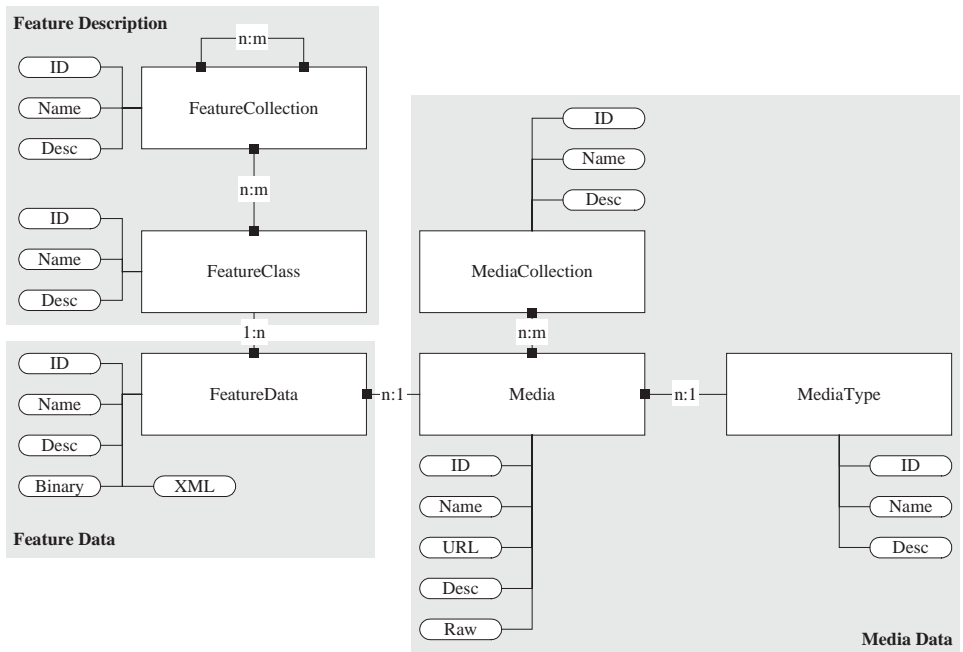 Feature Description
n:m
ID
Name
Desc
FeatureCollection
n:m
ID
Name
Desc
FeatureClass
1:n
ID
Name
Desc
Binary
XML
FeatureData
Feature Data
n:1
ID
Name
Desc
MediaCollection
n:m
Media
n:1
MediaType
ID
Name
URL
Desc
Raw
ID
Name
Desc
Media Data